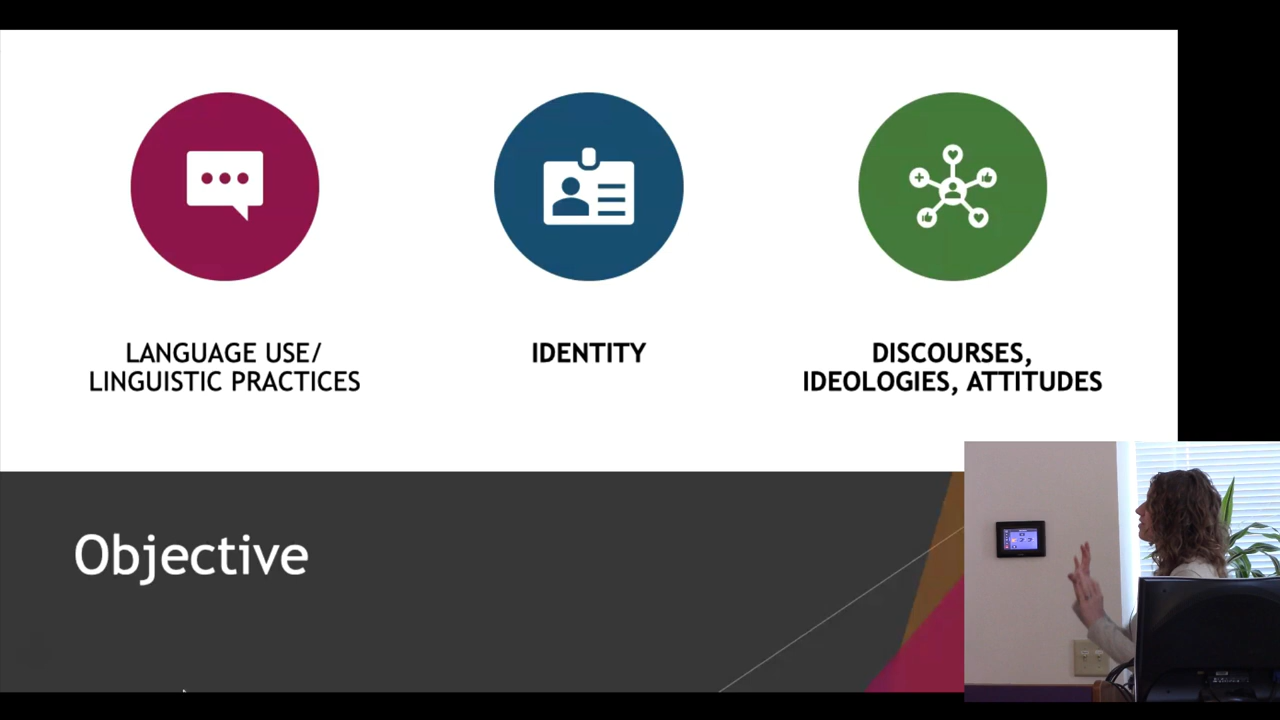 LANGUAGE USE/
LINGUISTIC PRACTICES
IDENTITY
DISCOURSES,
IDEOLOGIES, ATTITUDES
Objective